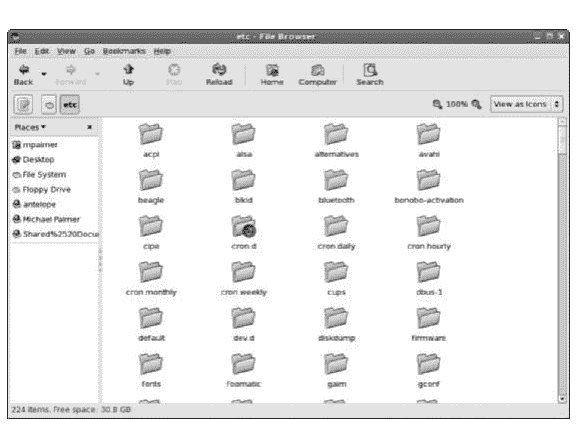 etc - File Browser
File Edit View Go Bookmarks Help
Back Forward Up Stop Reload Home Computer Search
etc 100% View as Icons
Places
mpalmer
Desktop
File System
Floppy Drive
antelope
Michael Palmer
Shared%2520Docu
acpi alsa alternatives avahi
beagle blkid bluetooth bonobo-activation
cipe cron.d cron.daily cron.hourly
cron.monthly cron.weekly cups dbus-1
default dev.d diskdump firmware
fonts foomatic gaim gconf
224 items, Free space: 30.8 GB